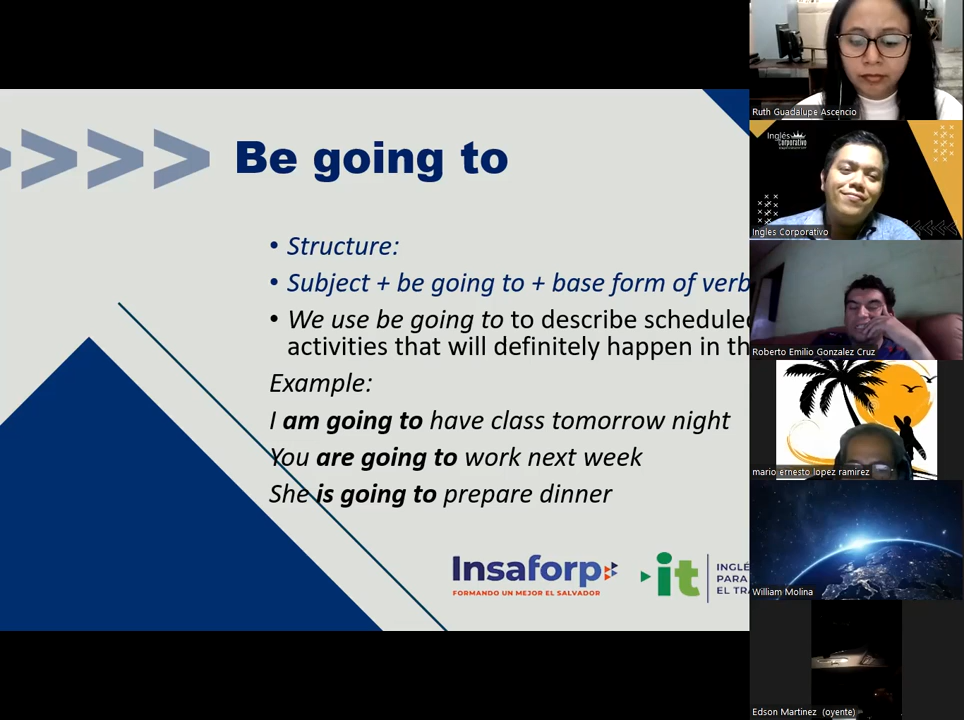 Be going to
• Structure:
• Subject + be going to + base form of verb
• We use be going to to describe scheduled
activities that will definitely happen in th
Example:
I am going to have class tomorrow night
You are going to work next week
She is going to prepare dinner
Insaforp
FORMANDO UN MEJOR EL SALVADOR
it
INGLÉ
PARA
EL TRA
Ruth Guadalupe Ascencio
Inglés
Corporativo
Ingles Corporativo
Roberto Emilio Gonzalez Cruz
mario ernesto lopez ramirez
William Molina
Edson Martinez (oyente)